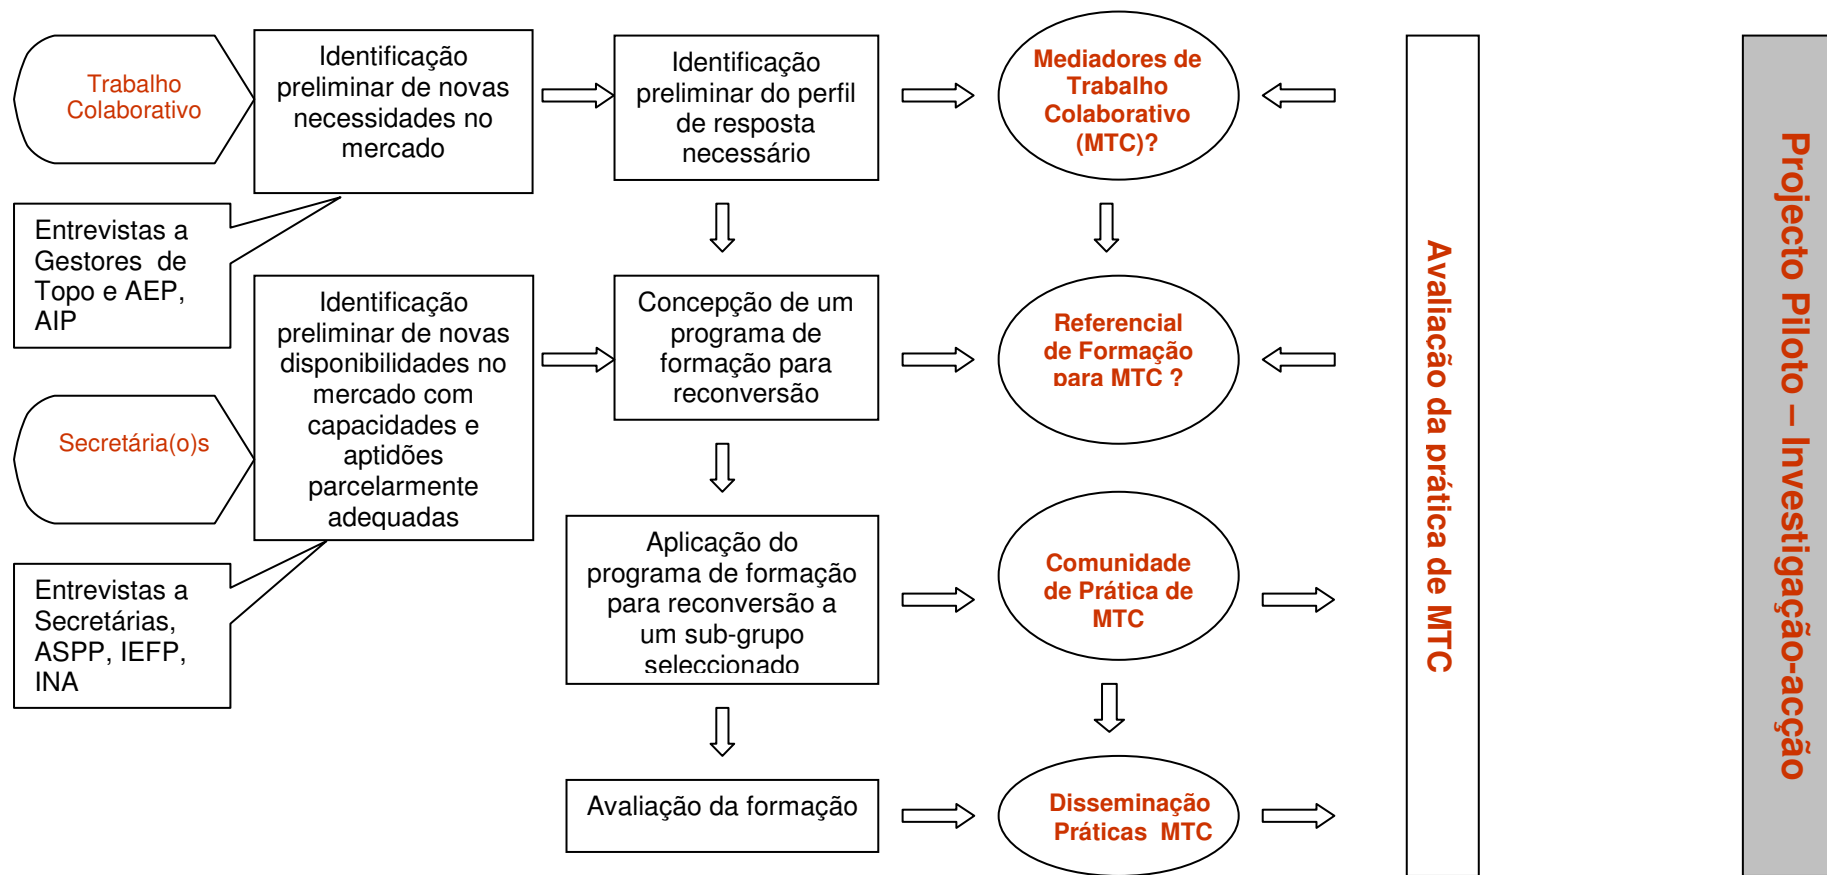 Trabalho
Colaborativo
Identificação
preliminar de novas
necessidades no
mercado
Identificação
preliminar do perfil
de resposta
necessário
Mediadores de
Trabalho
Colaborativo
(MTC)?
Entrevistas a
Gestores de
Topo e AEP,
AIP
Identificação
preliminar de novas
disponibilidades no
mercado com
capacidades e
aptidões
parcelarmente
adequadas
Concepção de um
programa de
formação para
reconversão
Referencial
de Formação
para MTC ?
Secretária(o)s
Entrevistas a
Secretárias,
ASPP, IEFP,
INA
Aplicação do
programa de formação
para reconversão a
um sub-grupo
seleccionado
Comunidade
de Prática de
MTC
Avaliação da formação
Disseminação
Práticas MTC
Avaliação da prática de MTC
Projecto Piloto – Investigação-acção